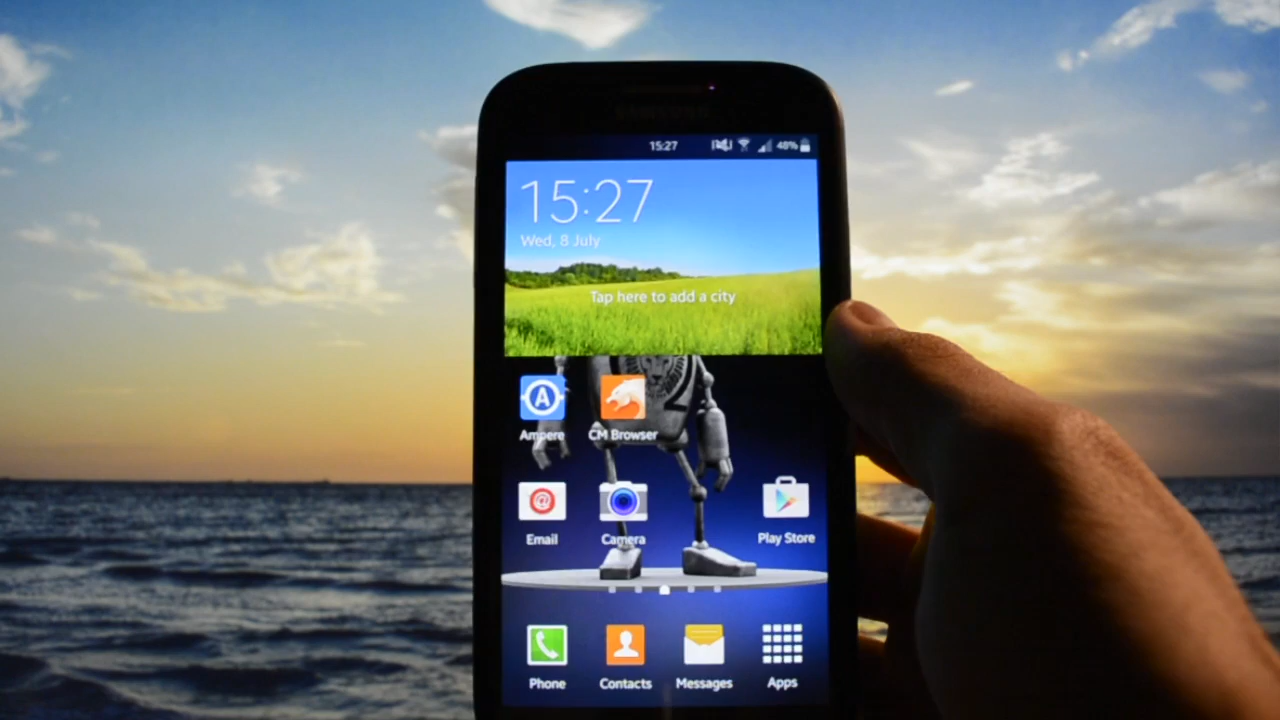 15:27 48%
15:27
Wed, 8 July
Tap here to add a city
A
Ampere CM Browser
@
Email Camera Play Store
Phone Contacts Messages Apps